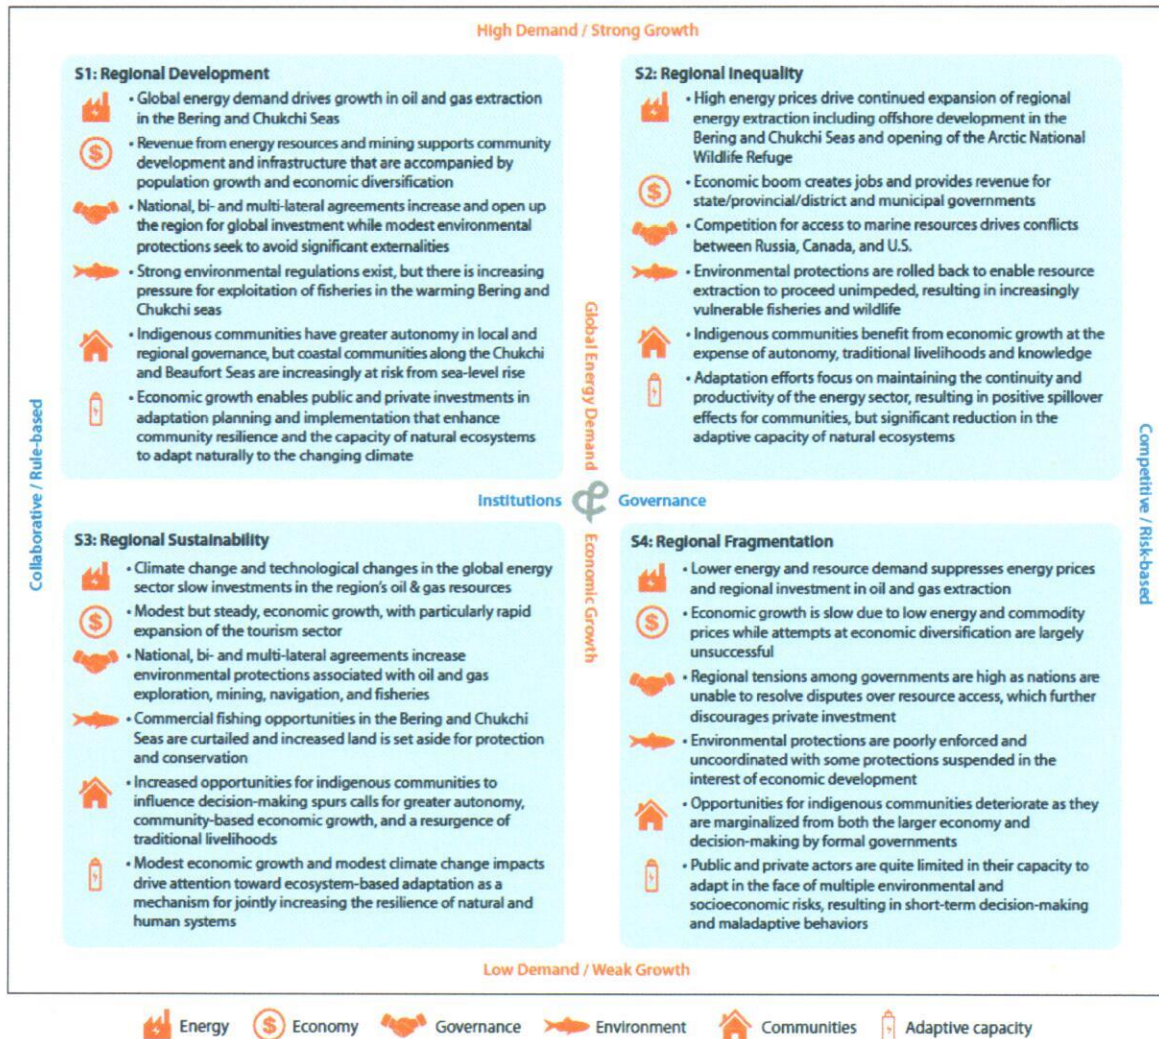 High Demand / Strong Growth
S1: Regional Development
• Global energy demand drives growth in oil and gas extraction
in the Bering and Chukchi Seas
• Revenue from energy resources and mining supports community
development and infrastructure that are accompanied by
population growth and economic diversification
• National, bi- and multi-lateral agreements increase and open up
the region for global investment while modest environmental
protections seek to avoid significant externalities
• Strong environmental regulations exist, but there is increasing
pressure for exploitation of fisheries in the warming Bering and
Chukchi seas
• Indigenous communities have greater autonomy in local and
regional governance, but coastal communities along the Chukchi
and Beaufort Seas are increasingly at risk from sea-level rise
• Economic growth enables public and private investments in
adaptation planning and implementation that enhance
community resilience and the capacity of natural ecosystems
to adapt naturally to the changing climate
S2: Regional Inequality
• High energy prices drive continued expansion of regional
energy extraction including offshore development in the
Bering and Chukchi Seas and opening of the Arctic National
Wildlife Refuge
• Economic boom creates jobs and provides revenue for
state/provincial/district and municipal governments
• Competition for access to marine resources drives conflicts
between Russia, Canada, and U.S.
• Environmental protections are rolled back to enable resource
extraction to proceed unimpeded, resulting in increasingly
vulnerable fisheries and wildlife
• Indigenous communities benefit from economic growth at the
expense of autonomy, traditional livelihoods and knowledge
• Adaptation efforts focus on maintaining the continuity and
productivity of the energy sector, resulting in positive spillover
effects for communities, but significant reduction in the
adaptive capacity of natural ecosystems
Global Energy Demand
Collaborative / Rule-based
Institutions & Governance
Competitive / Risk-based
Economic Growth
S3: Regional Sustainability
• Climate change and technological changes in the global energy
sector slow investments in the region's oil & gas resources
• Modest but steady, economic growth, with particularly rapid
expansion of the tourism sector
• National, bi- and multi-lateral agreements increase
environmental protections associated with oil and gas
exploration, mining, navigation, and fisheries
• Commercial fishing opportunities in the Bering and Chukchi
Seas are curtailed and increased land is set aside for protection
and conservation
• Increased opportunities for indigenous communities to
influence decision-making spurs calls for greater autonomy,
community-based economic growth, and a resurgence of
traditional livelihoods
• Modest economic growth and modest climate change impacts
drive attention toward ecosystem-based adaptation as a
mechanism for jointly increasing the resilience of natural and
human systems
S4: Regional Fragmentation
• Lower energy and resource demand suppresses energy prices
and regional investment in oil and gas extraction
• Economic growth is slow due to low energy and commodity
prices while attempts at economic diversification are largely
unsuccessful
• Regional tensions among governments are high as nations are
unable to resolve disputes over resource access, which further
discourages private investment
• Environmental protections are poorly enforced and
uncoordinated with some protections suspended in the
interest of economic development
• Opportunities for indigenous communities deteriorate as they
are marginalized from both the larger economy and
decision-making by formal governments
• Public and private actors are quite limited in their capacity to
adapt in the face of multiple environmental and
socioeconomic risks, resulting in short-term decision-making
and maladaptive behaviors
Low Demand / Weak Growth
Energy $ Economy Governance Environment Communities Adaptive capacity